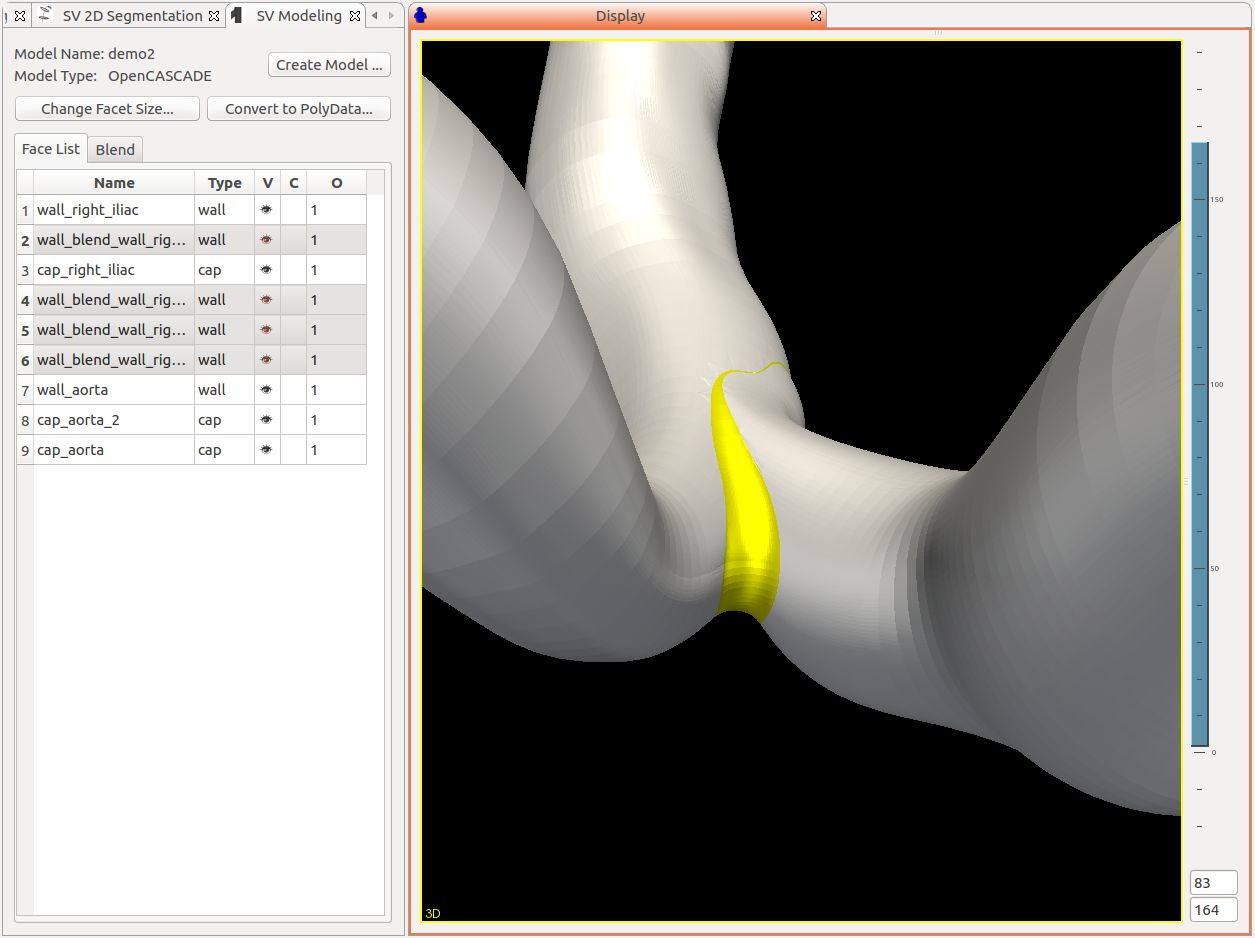 SV 2D Segmentation
SV Modeling
Display
Model Name: demo2
Model Type: OpenCASCADE
Create Model ...
Change Facet Size...
Convert to PolyData...
Face List
Blend
Name Type V C O
1 wall_right_iliac wall 1
2 wall_blend_wall_rig... wall 1
3 cap_right_iliac cap 1
4 wall_blend_wall_rig... wall 1
5 wall_blend_wall_rig... wall 1
6 wall_blend_wall_rig... wall 1
7 wall_aorta wall 1
8 cap_aorta_2 cap 1
9 cap_aorta cap 1
3D
150
100
50
0
83
164